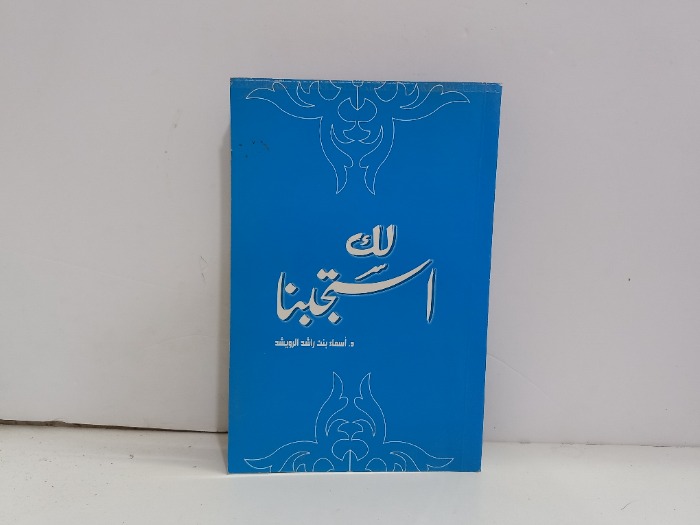 لك
استجبنا
د. أسماء بنت راشد الرويشد